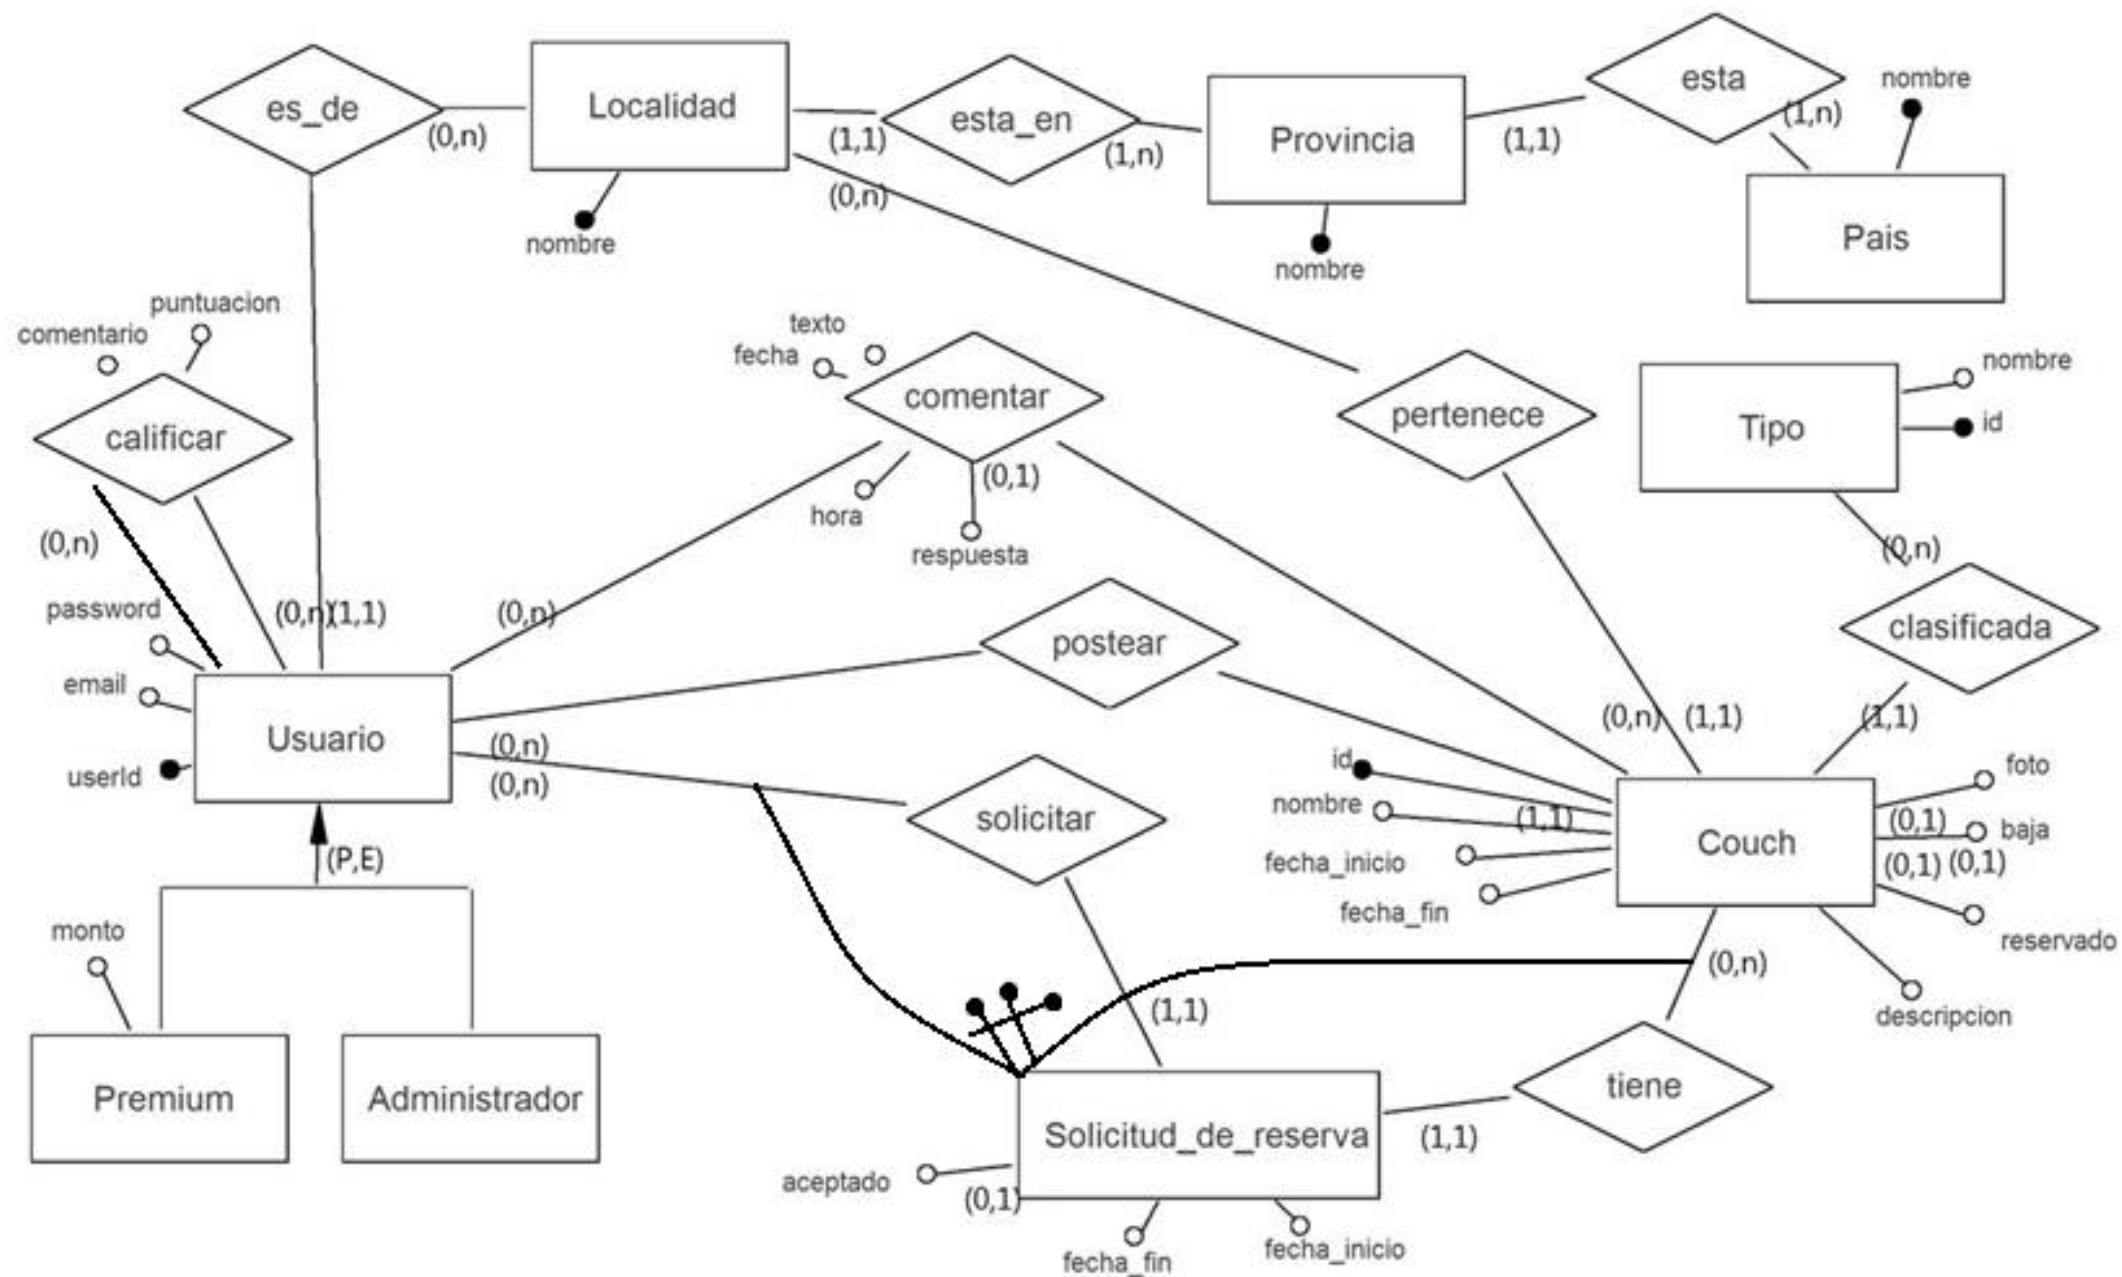 es_de
(0,n)
Localidad
nombre
(1,1)
(0,n)
esta_en
(1,n)
Provincia
nombre
(1,1)
esta
(1,n)
nombre
Pais
puntuacion
comentario
calificar
(0,n)
(0,n)
(1,1)
texto
fecha
comentar
hora
(0,1)
respuesta
(0,n)
pertenece
Tipo
nombre
id
(0,n)
clasificada
(1,1)
password
email
userId
Usuario
postear
(0,n)
(0,n)
solicitar
(0,n)
(1,1)
id
nombre
(1,1)
fecha_inicio
fecha_fin
Couch
foto
(0,1)
baja
(0,1)
(0,1)
reservado
descripcion
(P,E)
monto
Premium
Administrador
(0,n)
(1,1)
tiene
(1,1)
Solicitud_de_reserva
aceptado
(0,1)
fecha_fin
fecha_inicio